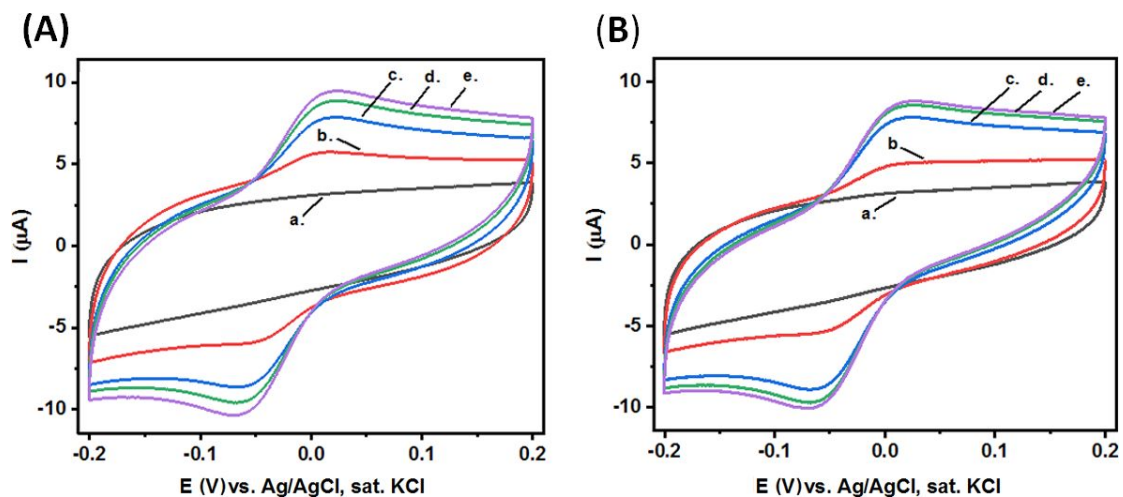 (A)
10
5
0
-5
-10
I (μA)
a.
b.
c.
d.
e.
-0.2
-0.1
0.0
0.1
0.2
E (V) vs. Ag/AgCl, sat. KCl
(B)
10
5
0
-5
-10
I (μA)
a.
b
c.
d.
e.
-0.2
-0.1
0.0
0.1
0.2
E (V) vs. Ag/AgCl, sat. KCl